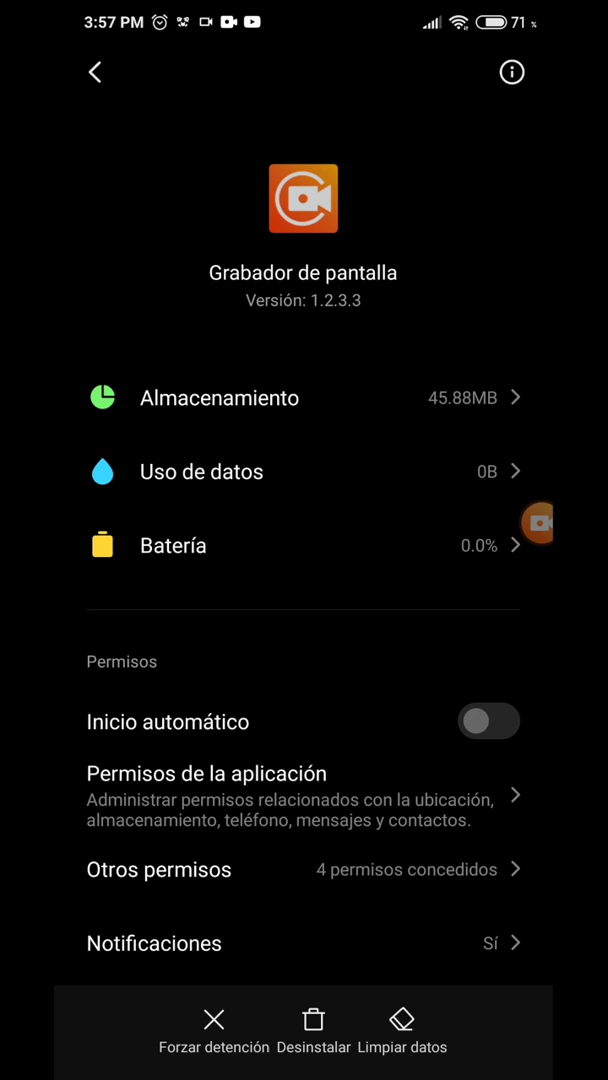 3:57 PM 71 %
Grabador de pantalla
Versión: 1.2.3.3
Almacenamiento 45.88MB
Uso de datos 0B
Batería 0.0%
Permisos
Inicio automático
Permisos de la aplicación
Administrar permisos relacionados con la ubicación,
almacenamiento, teléfono, mensajes y contactos.
Otros permisos 4 permisos concedidos
Notificaciones Sí
Forzar detención Desinstalar Limpiar datos